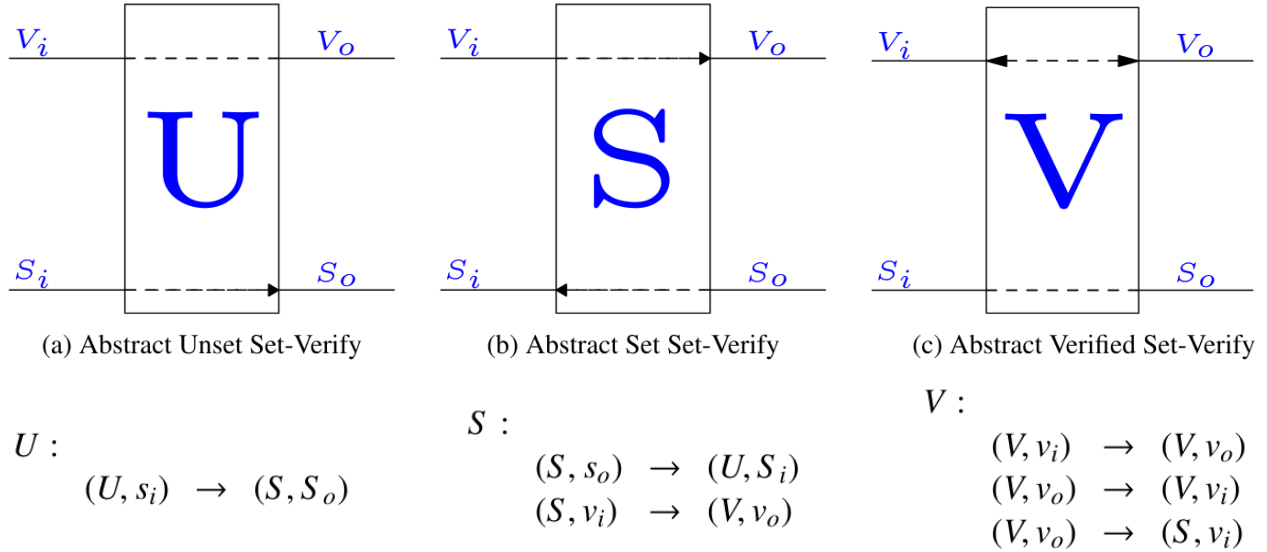 V_i V_o V_i V_o V_i V_o
U S V
S_i S_o S_i S_o S_i S_o
(a) Abstract Unset Set-Verify (b) Abstract Set Set-Verify (c) Abstract Verified Set-Verify
U :
(U, s_i) → (S, S_o)
S :
(S, s_o) → (U, S_i)
(S, v_i) → (V, v_o)
V :
(V, v_i) → (V, v_o)
(V, v_o) → (V, v_i)
(V, v_o) → (S, v_i)